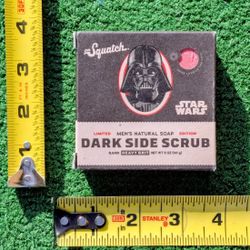 Dr.
Squatch
STAR
WARS
LIMITED MEN'S NATURAL SOAP EDITION
DARK SIDE SCRUB
HEAVY GRIT NET WT 5 OZ (141 g)
4
3
2
1
STANLEY
2
3
4